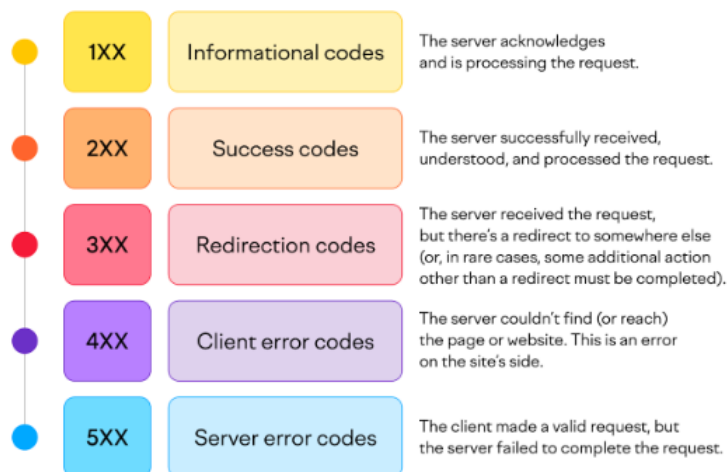 1XX
Informational codes
The server acknowledges
and is processing the request.
2XX
Success codes
The server successfully received,
understood, and processed the request.
3XX
Redirection codes
The server received the request,
but there's a redirect to somewhere else
(or, in rare cases, some additional action
other than a redirect must be completed).
4XX
Client error codes
The server couldn't find (or reach)
the page or website. This is an error
on the site's side.
5XX
Server error codes
The client made a valid request, but
the server failed to complete the request.